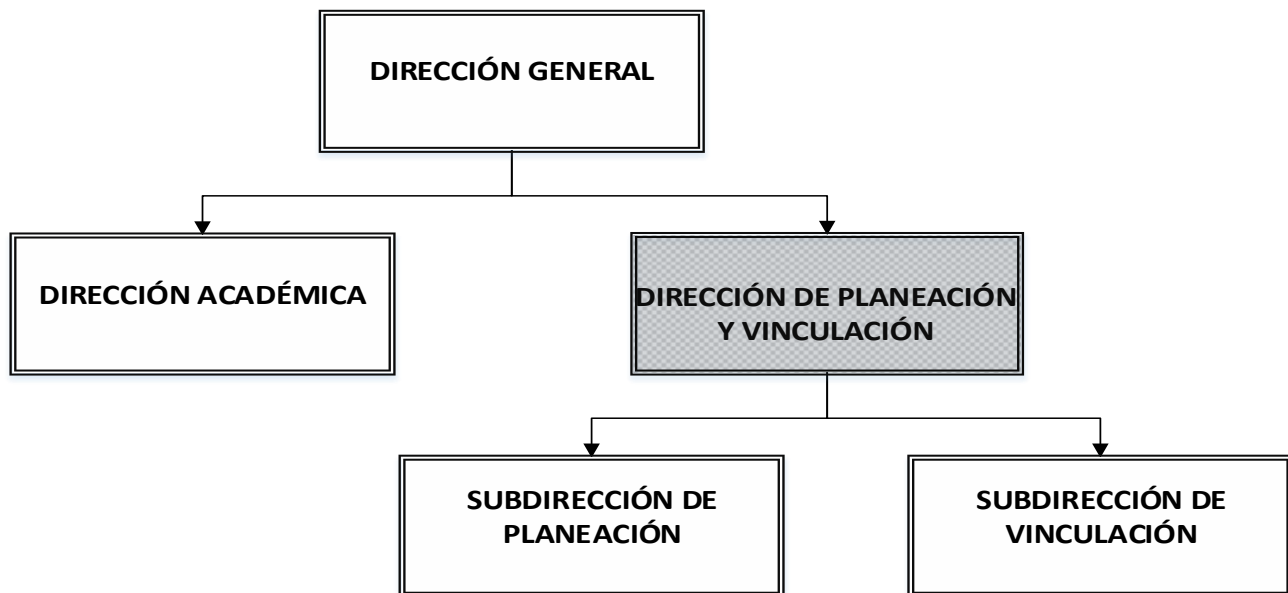 DIRECCIÓN GENERAL
DIRECCIÓN ACADÉMICA
DIRECCIÓN DE PLANEACIÓN
Y VINCULACIÓN
SUBDIRECCIÓN DE
PLANEACIÓN
SUBDIRECCIÓN DE
VINCULACIÓN